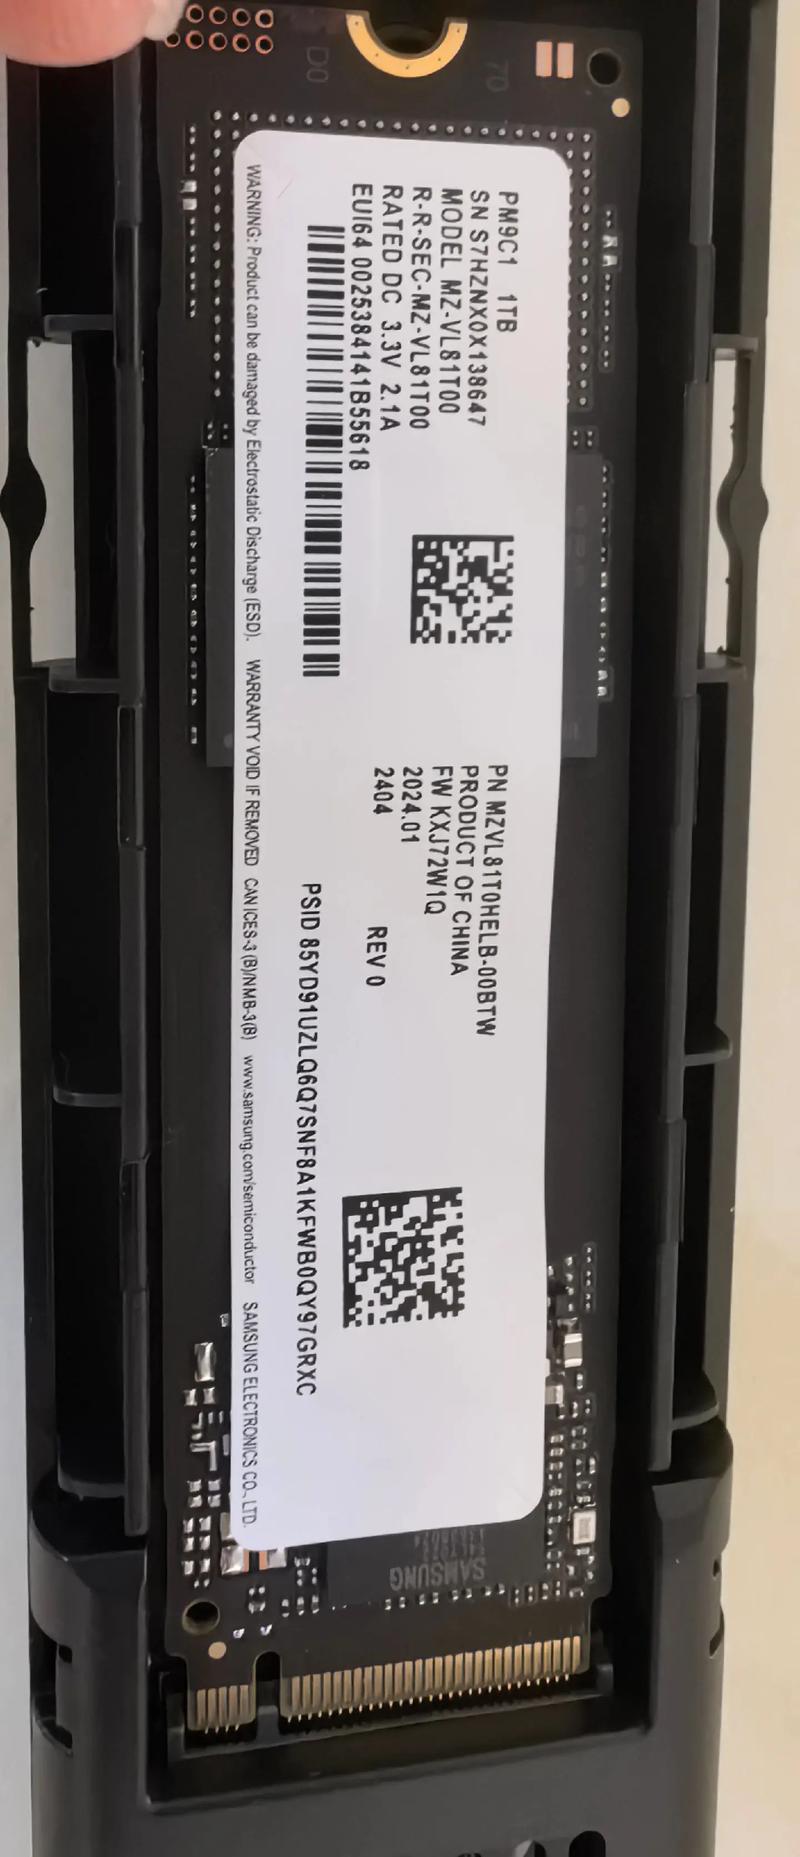 PM9C1 1TB
SN S7HZNX0X138647
MODEL MZ-VL81T00
R-R-SEC-MZ-VL81T00
RATED DC 3.3V 2.1A
EUI64 0025384141B55618
PN MZVL81T0HELB-00BTW
PRODUCT OF CHINA
FW KXJ72W1Q
2024.01
2404 REV 0
PSID 85YD91UZLQ6Q7SNF8A1KFWB0QY97GRXC
WARNING: Product can be damaged by Electrostatic Discharge (ESD). WARRANTY VOID IF REMOVED CAN ICES-3 (B)/NMB-3(B) www.samsung.com/semiconductor SAMSUNG ELECTRONICS CO., LTD.
SAMSUNG
D0
70